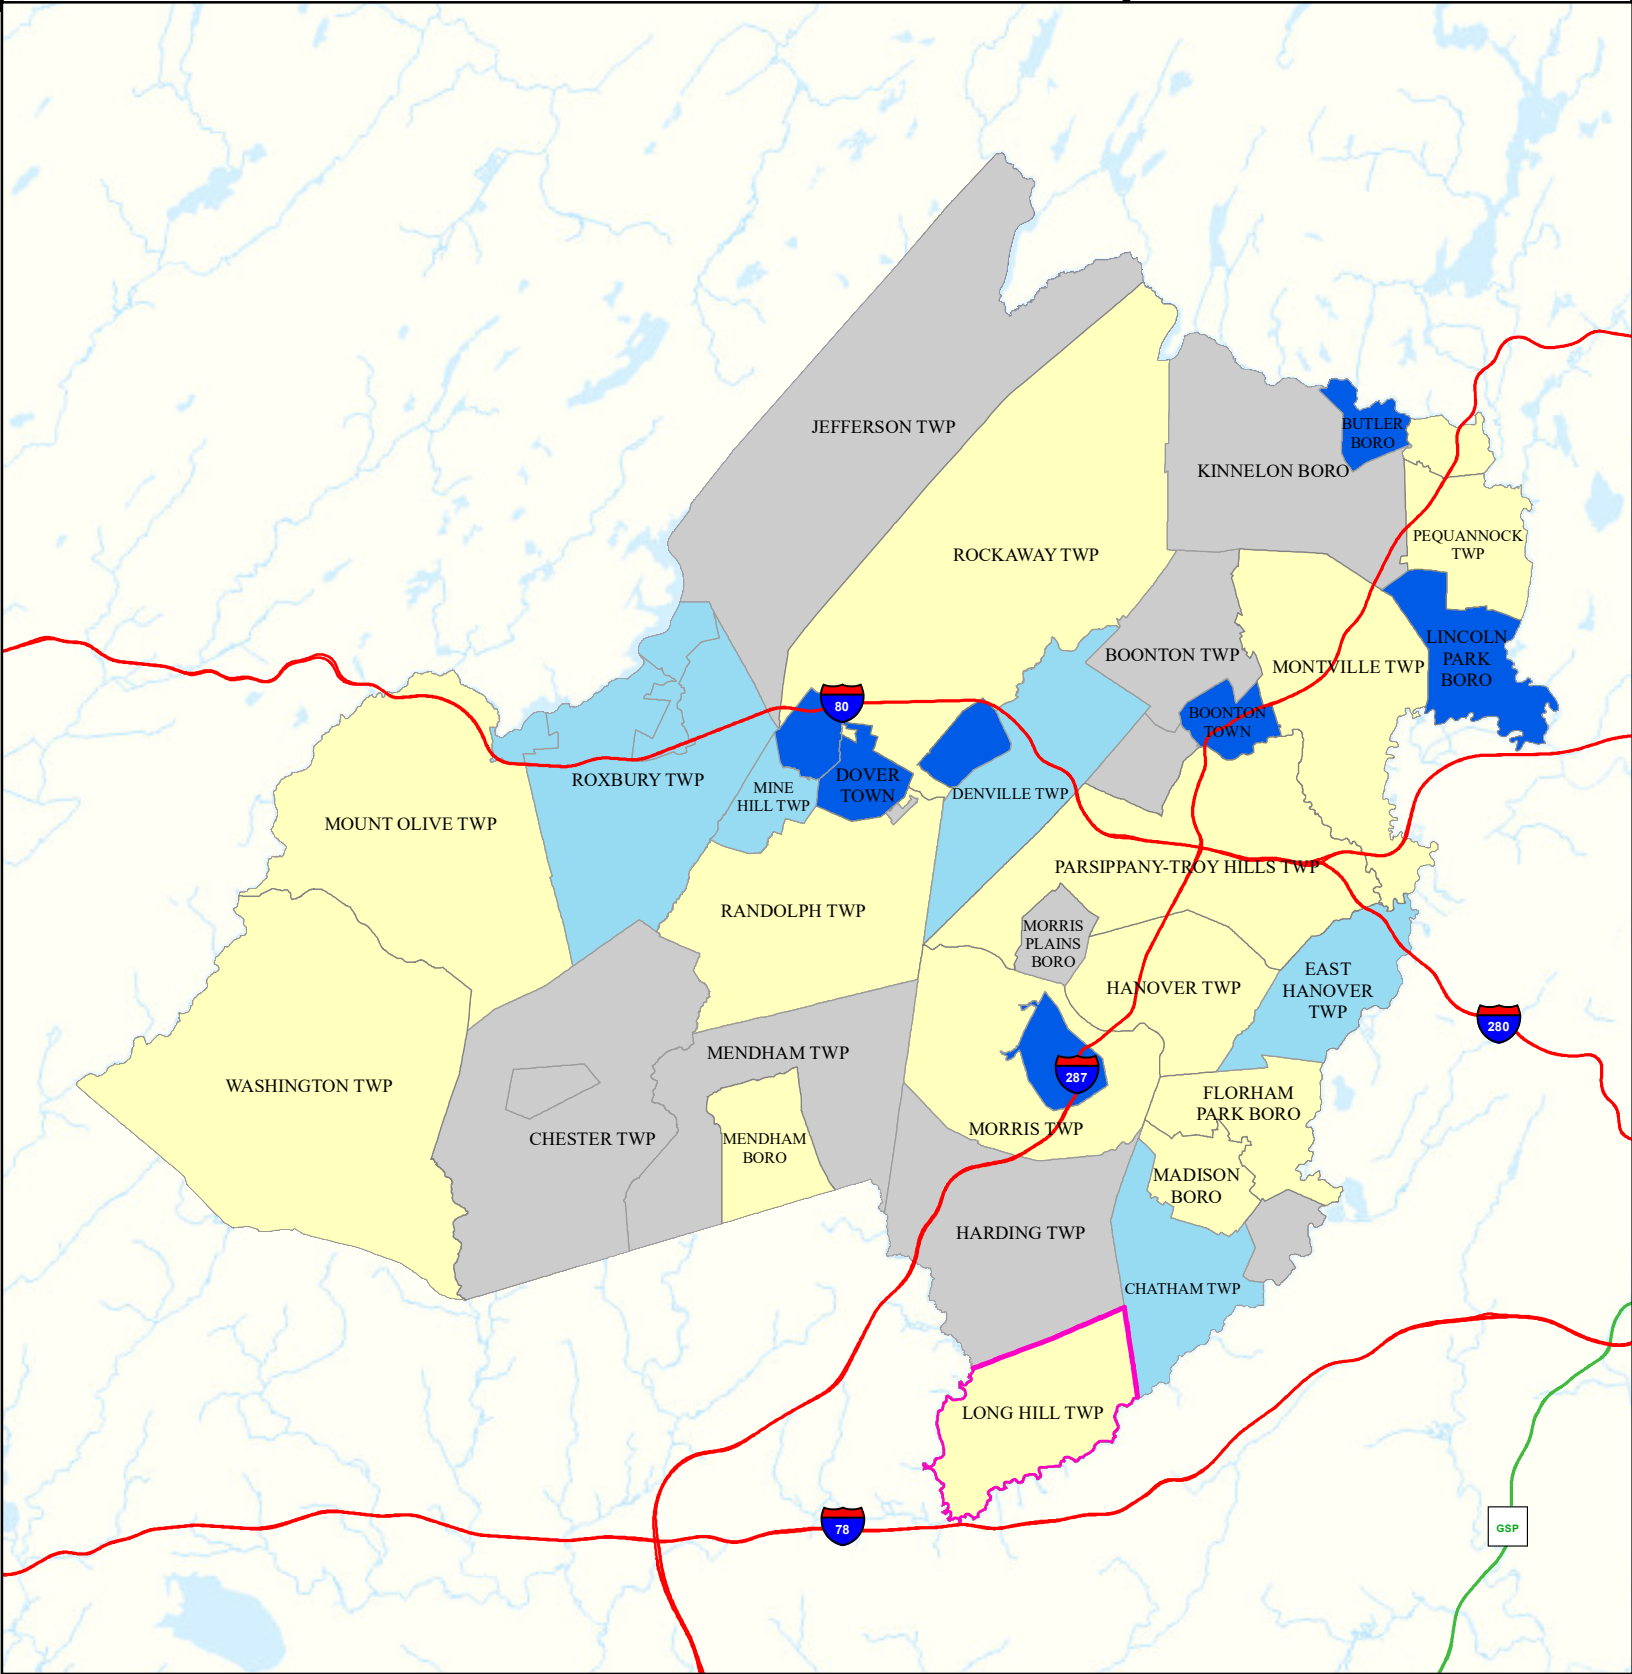 JEFFERSON TWP
BUTLER
BORO
KINNELON BORO
PEQUANNOCK
TWP
ROCKAWAY TWP
LINCOLN
PARK
BORO
BOONTON TWP
MONTVILLE TWP
80
BOONTON
TOWN
ROXBURY TWP
MINE
HILL TWP
DOVER
TOWN
DENVILLE TWP
MOUNT OLIVE TWP
PARSIPPANY-TROY HILLS TWP
RANDOLPH TWP
MORRIS
PLAINS
BORO
EAST
HANOVER
TWP
HANOVER TWP
280
MENDHAM TWP
287
WASHINGTON TWP
FLORHAM
PARK BORO
CHESTER TWP
MENDHAM
BORO
MORRIS TWP
MADISON
BORO
HARDING TWP
CHATHAM TWP
LONG HILL TWP
78
GSP